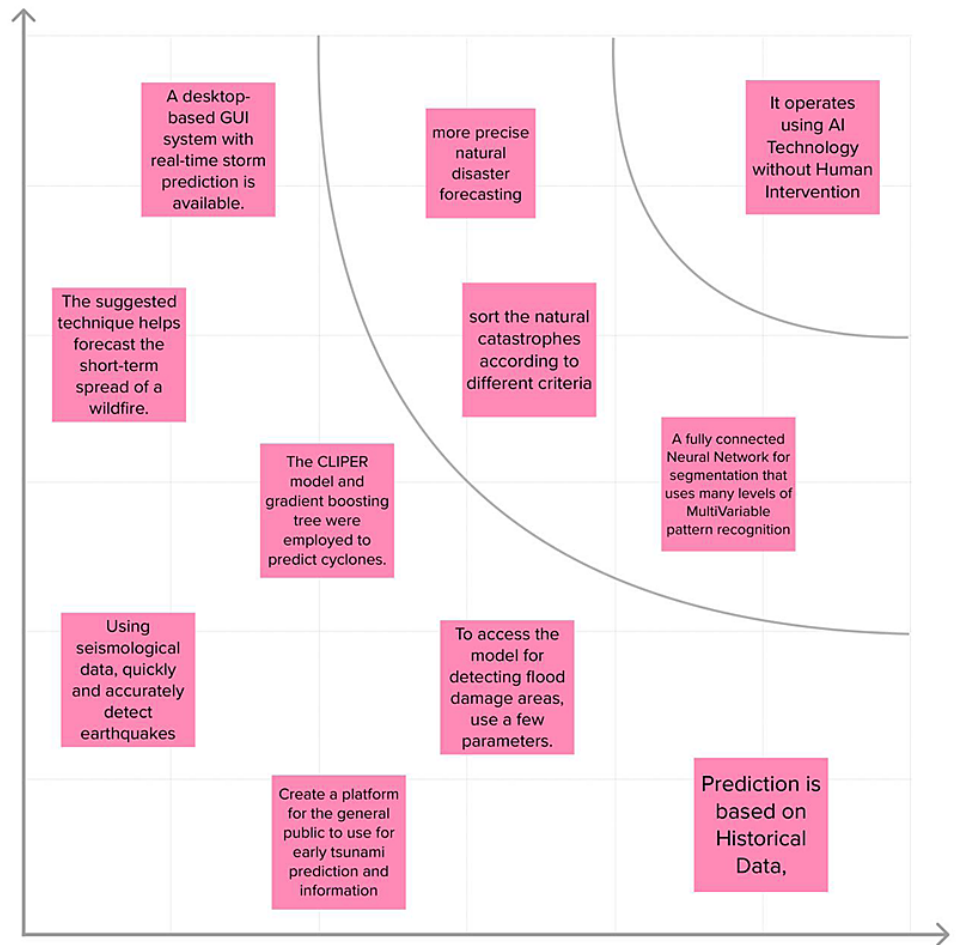 A desktop-
based GUI
system with
real-time storm
prediction is
available.
more precise
natural
disaster
forecasting
It operates
using AI
Technology
without Human
Intervention
The suggested
technique helps
forecast the
short-term
spread of a
wildfire.
sort the natural
catastrophes
according to
different criteria
The CLIPER
model and
gradient boosting
tree were
employed to
predict cyclones.
A fully connected
Neural Network for
segmentation that
uses many levels of
MultiVariable
pattern recognition
Using
seismological
data, quickly
and accurately
detect
earthquakes
To access the
model for
detecting flood
damage areas,
use a few
parameters.
Create a platform
for the general
public to use for
early tsunami
prediction and
information
Prediction is
based on
Historical
Data,